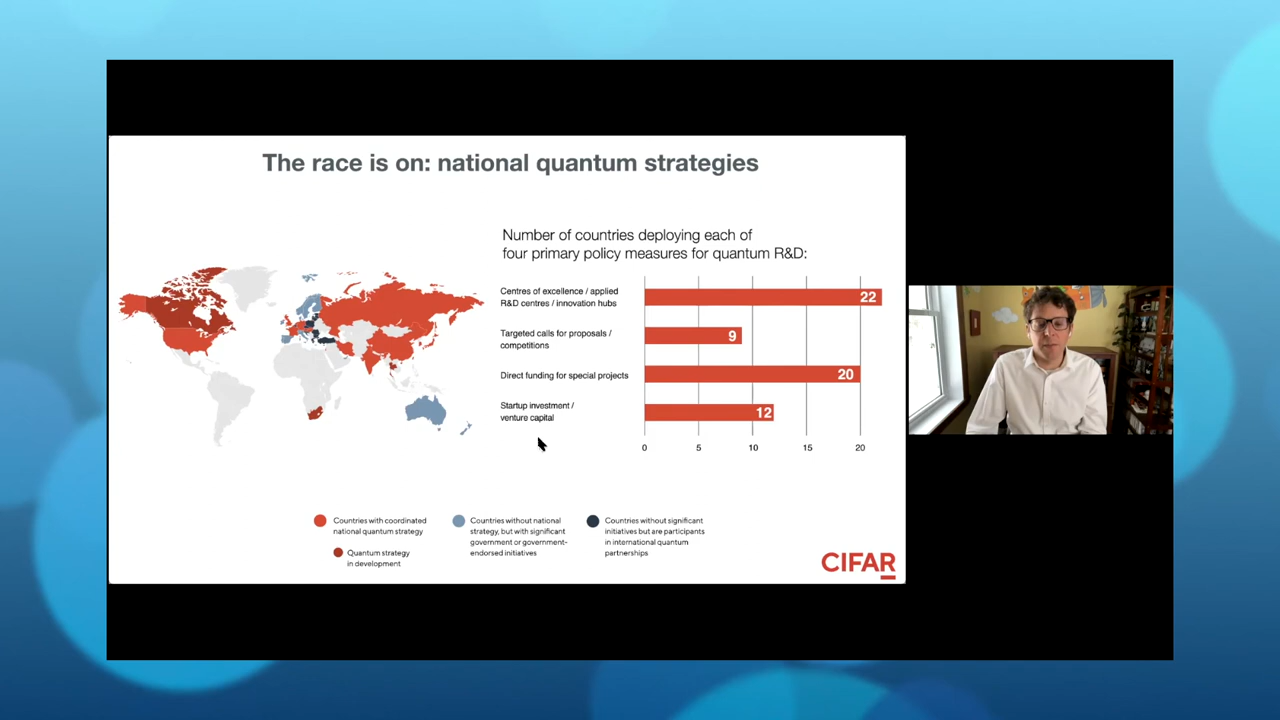 The race is on: national quantum strategies
Number of countries deploying each of
four primary policy measures for quantum R&D:
Centres of excellence / applied
R&D centres / innovation hubs
22
Targeted calls for proposals /
competitions
9
Direct funding for special projects
20
Startup investment /
venture capital
12
0 5 10 15 20
Countries with coordinated
national quantum strategy
Quantum strategy
in development
Countries without national
strategy, but with significant
government or government-
endorsed initiatives
Countries without significant
initiatives but are participants
in international quantum
partnerships
CIFAR